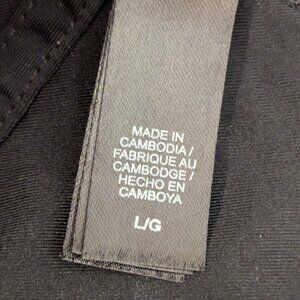 MADE IN
CAMBODIA /
FABRIQUE AU
CAMBODGE /
HECHO EN
CAMBOYA
L/G